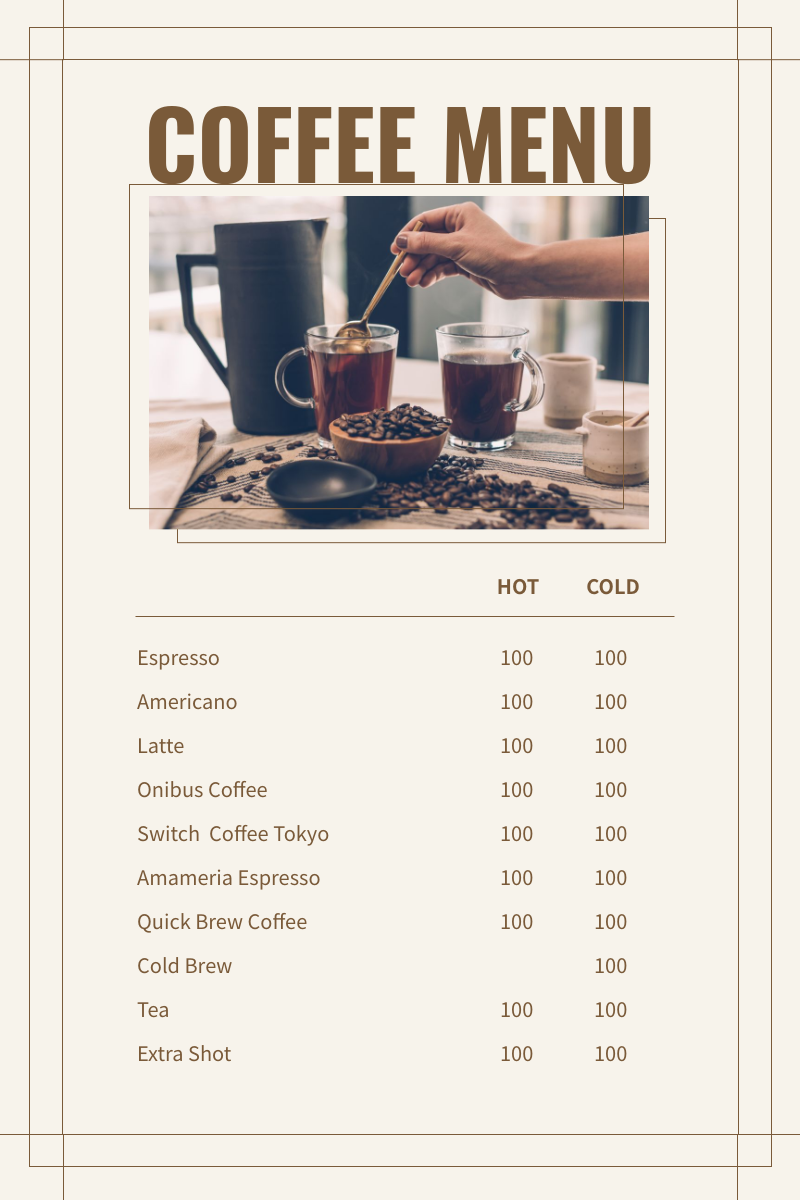 COFFEE MENU
HOT COLD
Espresso 100 100
Americano 100 100
Latte 100 100
Onibus Coffee 100 100
Switch  Coffee Tokyo 100 100
Amameria Espresso 100 100
Quick Brew Coffee 100 100
Cold Brew 100
Tea 100 100
Extra Shot 100 100